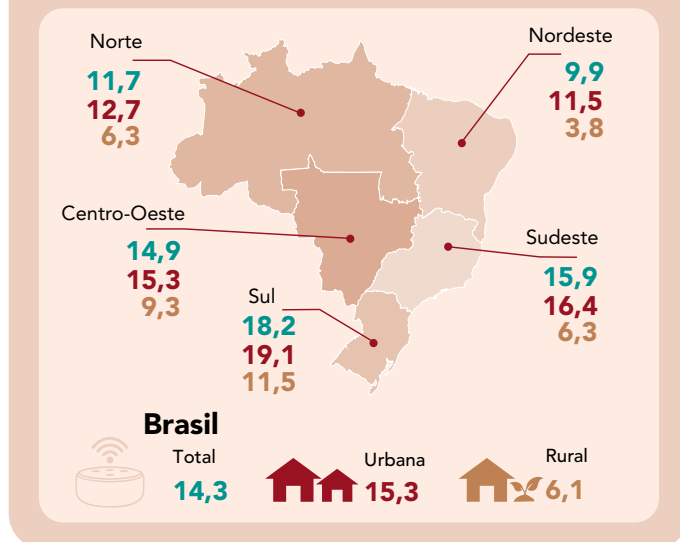 Norte
11,7
12,7
6,3
Nordeste
9,9
11,5
3,8
Centro-Oeste
14,9
15,3
9,3
Sudeste
15,9
16,4
6,3
Sul
18,2
19,1
11,5
Brasil
Total
14,3
Urbana
15,3
Rural
6,1